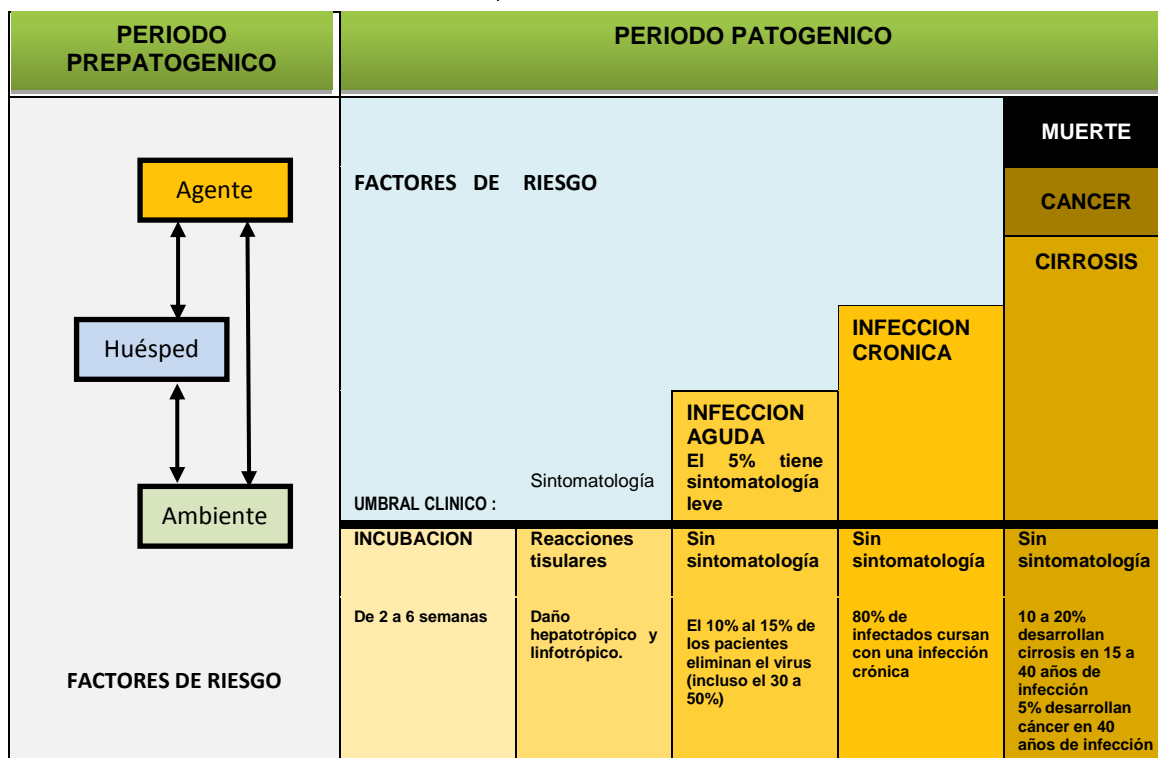 PERIODO
PREPATOGENICO
PERIODO PATOGENICO
Agente
Huésped
Ambiente
FACTORES DE RIESGO
FACTORES DE RIESGO
MUERTE
CANCER
CIRROSIS
INFECCION
CRONICA
INFECCION
AGUDA
El 5% tiene
sintomatología
leve
Sintomatología
UMBRAL CLINICO :
INCUBACION
De 2 a 6 semanas
Reacciones
tisulares
Daño
hepatotrópico y
linfotrópico.
Sin
sintomatología
El 10% al 15% de
los pacientes
eliminan el virus
(incluso el 30 a
50%)
Sin
sintomatología
80% de
infectados cursan
con una infección
crónica
Sin
sintomatología
10 a 20%
desarrollan
cirrosis en 15 a
40 años de
infección
5% desarrollan
cáncer en 40
años de infección